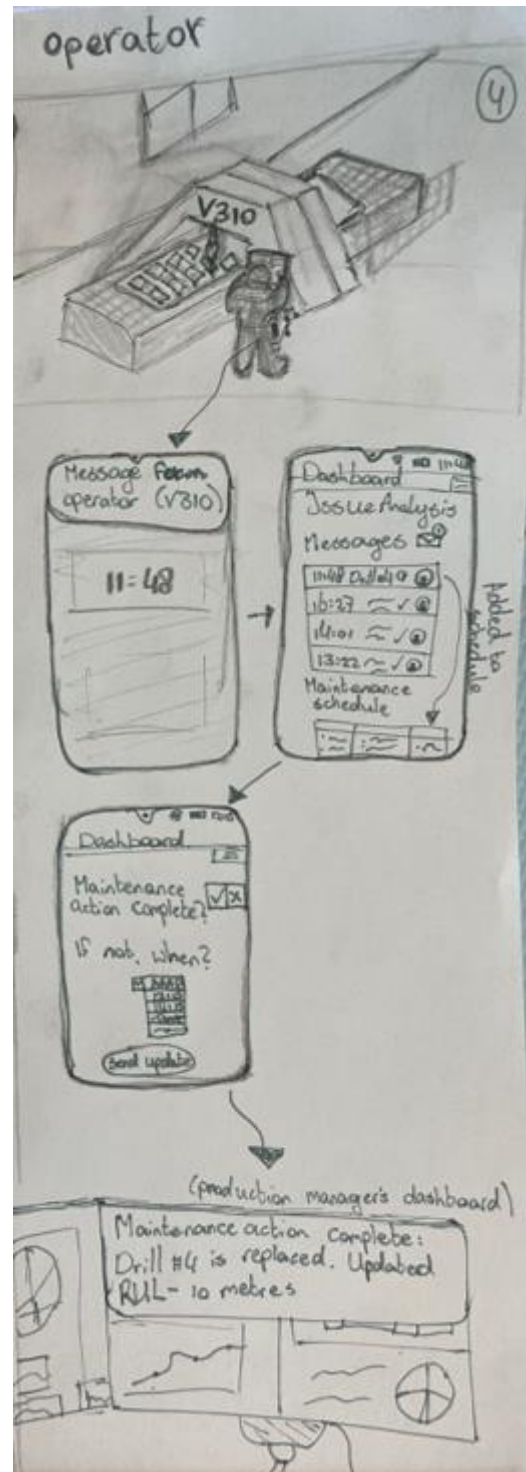 operator
4
V310
Message from
operator (V310)
11:48
Dashboard
Issue Analysis
Messages
11:48
16:27
14:01
13:22
Added to
schedule
Maintenance
schedule
Dashboard
Maintenance
action complete?
If not, when?
Send update
(production manager's dashboard)
Maintenance action complete:
Drill #4 is replaced. Updated
RUL- 10 metres